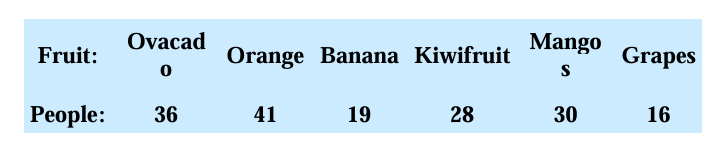 Fruit: Ovacad
o Orange Banana Kiwifruit Mango
s Grapes
People: 36 41 19 28 30 16